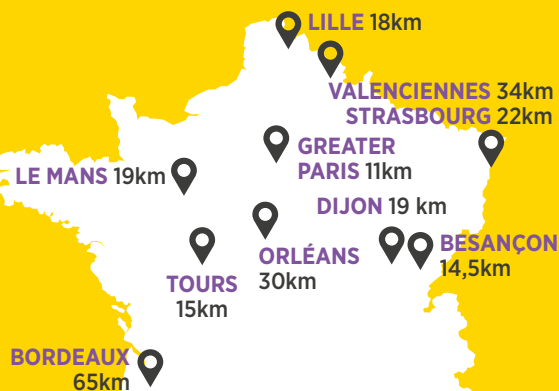 LILLE 18km
VALENCIENNES 34km
STRASBOURG 22km
GREATER
PARIS 11km
LE MANS 19km
DIJON 19 km
BESANÇON
14,5km
ORLÉANS
30km
TOURS
15km
BORDEAUX
65km